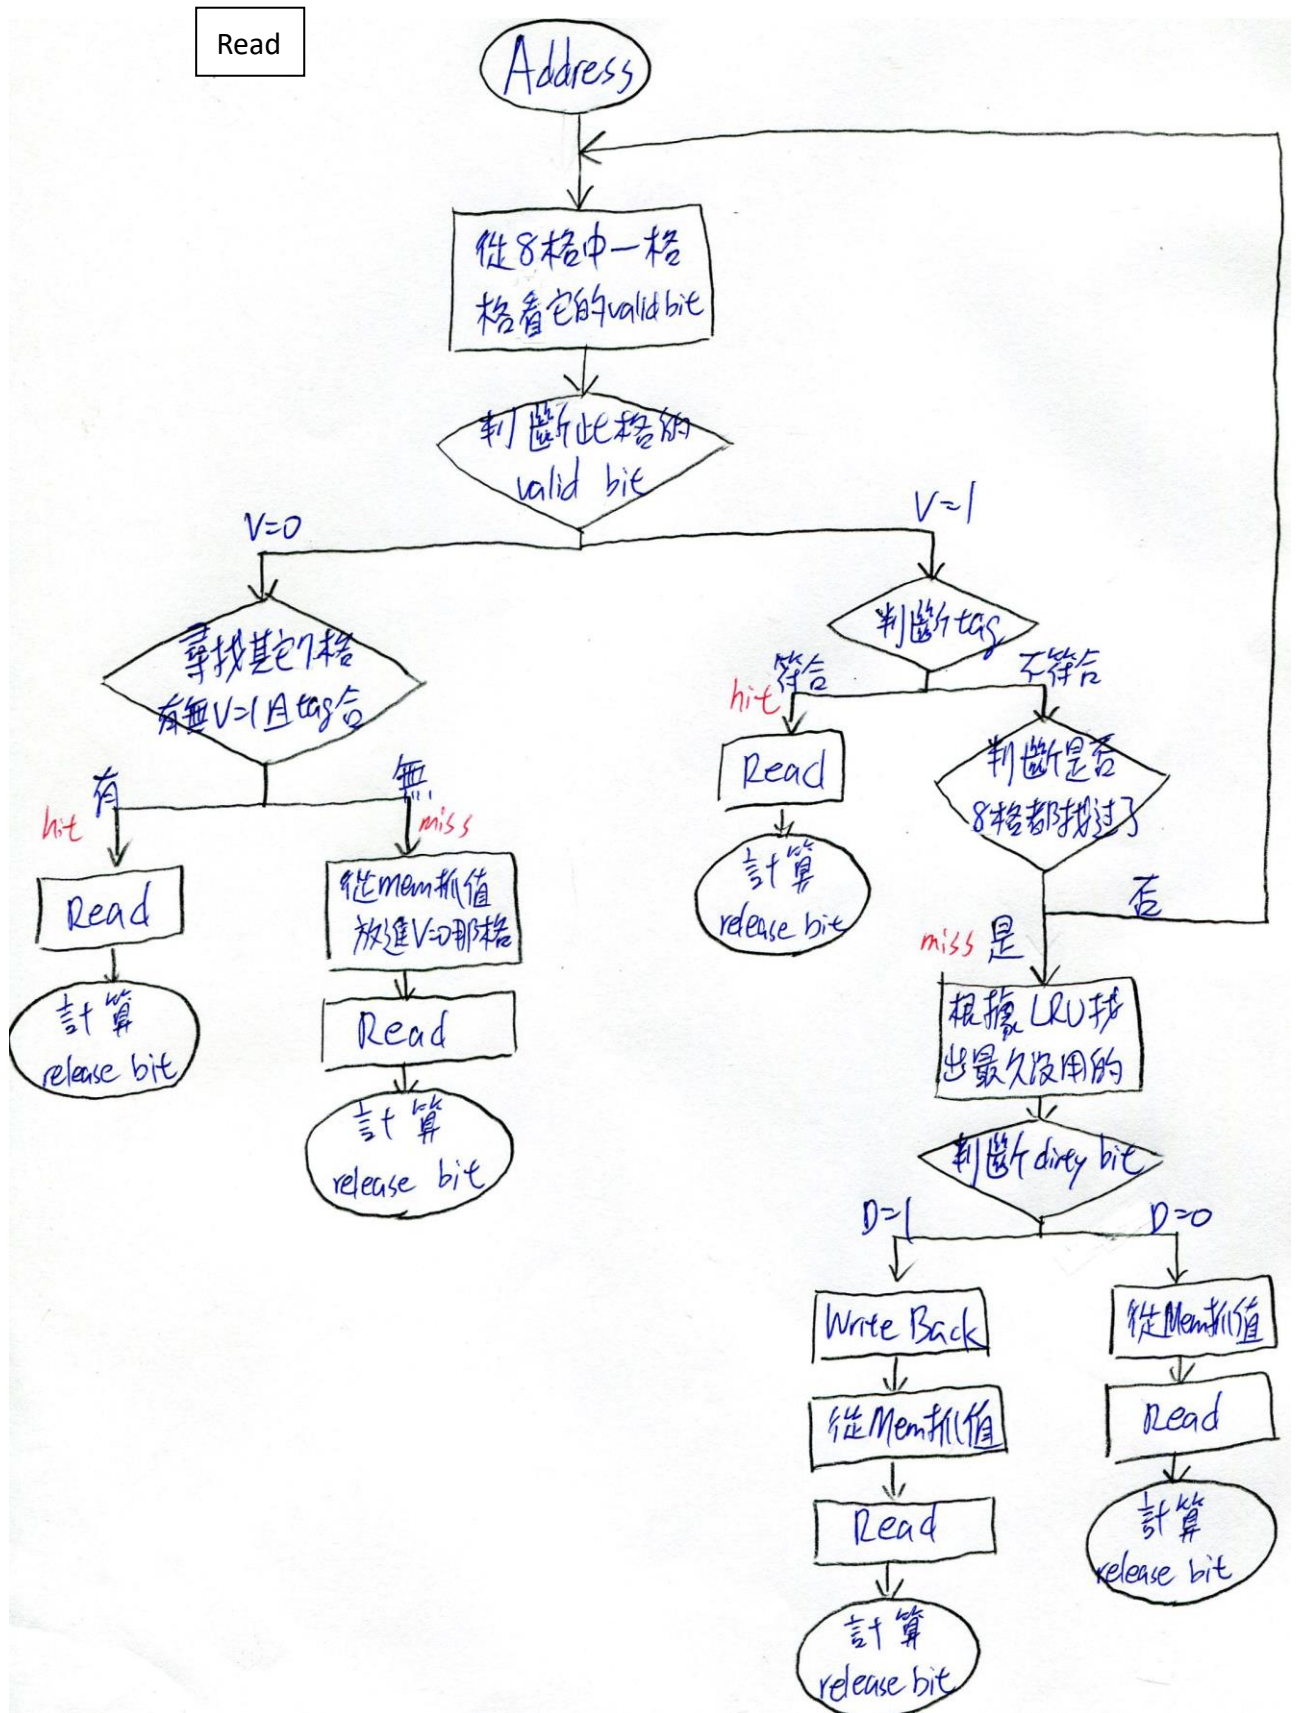 Read
Address
從8格中一格
格看它的valid bit
判斷此格的
valid bit
V=0
V=1
尋找其它7格
有無V=1且tag合
判斷tag
符合
不符合
hit
Read
計算
release bit
判斷是否
8格都找过了
否
miss 是
有
無
hit
miss
Read
計算
release bit
從mem抓值
放進V=0那格
Read
計算
release bit
根據LRU找
出最久沒用的
判斷dirty bit
D=1
D=0
Write Back
從Mem抓值
Read
計算
release bit
從Mem抓值
Read
計算
release bit